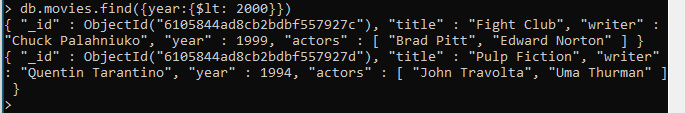 > db.movies.find({year:{$lt: 2000}})
{ "_id" : ObjectId("6105844ad8cb2bdbf557927c"), "title" : "Fight Club", "writer" :
"Chuck Palahniuko", "year" : 1999, "actors" : [ "Brad Pitt", "Edward Norton" ] }
{ "_id" : ObjectId("6105844ad8cb2bdbf557927d"), "title" : "Pulp Fiction", "writer"
: "Quentin Tarantino", "year" : 1994, "actors" : [ "John Travolta", "Uma Thurman" ]
}
>